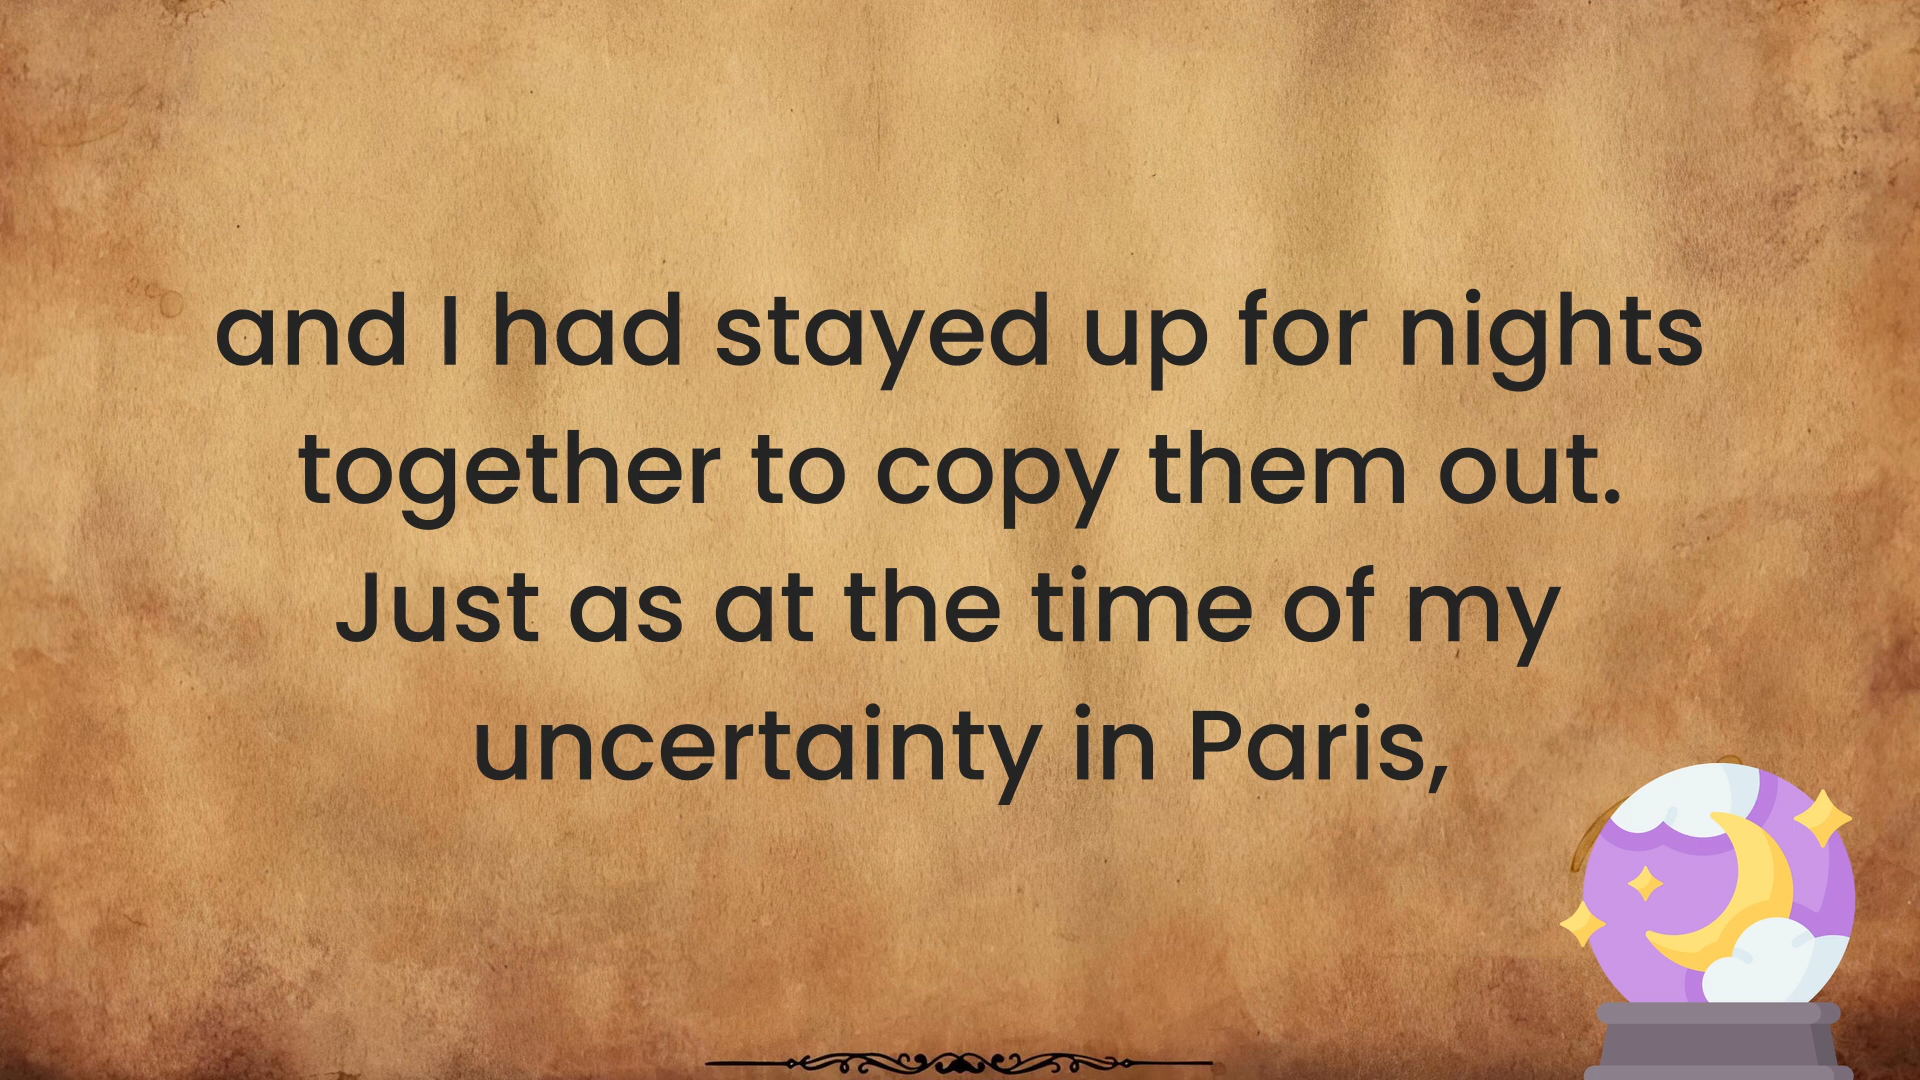 and I had stayed up for nights
together to copy them out.
Just as at the time of my
uncertainty in Paris,